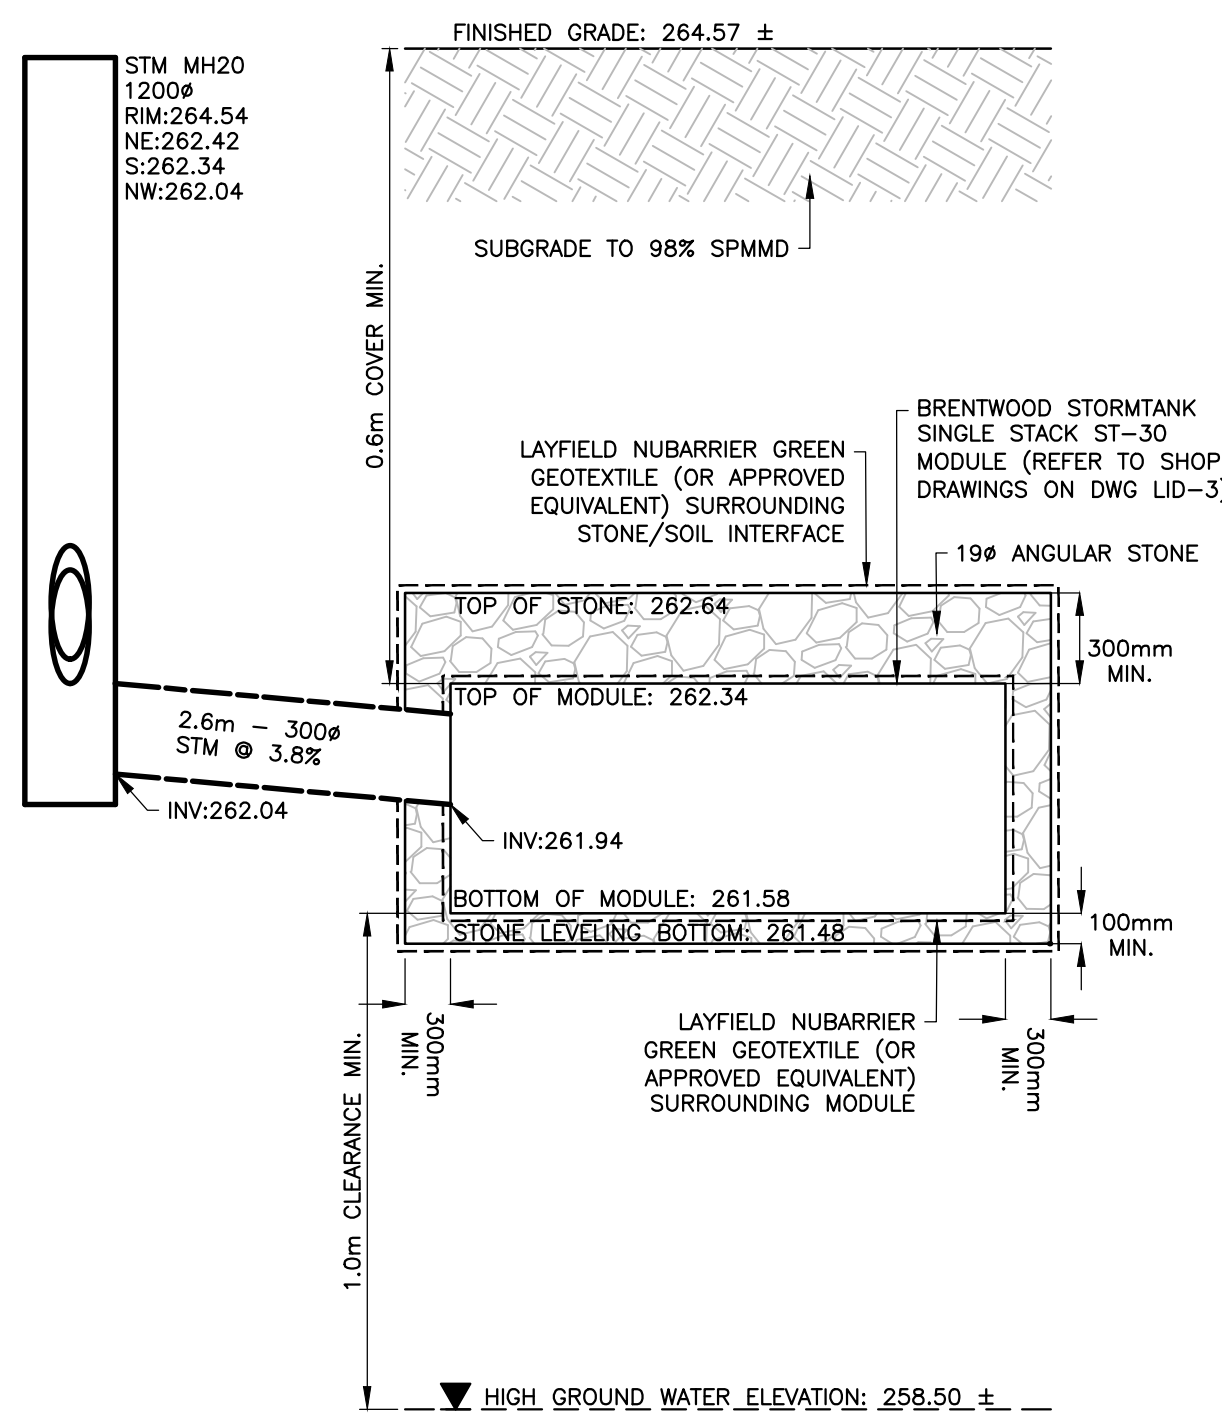 FINISHED GRADE: 264.57 ±
STM MH20
1200ø
RIM:264.54
NE:262.42
S:262.34
NW:262.04
SUBGRADE TO 98% SPMMD
0.6m COVER MIN.
BRENTWOOD STORMTANK
SINGLE STACK ST-30
MODULE (REFER TO SHOP
DRAWINGS ON DWG LID-3)
LAYFIELD NUBARRIER GREEN
GEOTEXTILE (OR APPROVED
EQUIVALENT) SURROUNDING
STONE/SOIL INTERFACE
19ø ANGULAR STONE
TOP OF STONE: 262.64
300mm
MIN.
TOP OF MODULE: 262.34
2.6m - 300ø
STM @ 3.8%
INV:262.04
INV:261.94
BOTTOM OF MODULE: 261.58
STONE LEVELING BOTTOM: 261.48
100mm
MIN.
300mm
MIN.
LAYFIELD NUBARRIER
GREEN GEOTEXTILE (OR
APPROVED EQUIVALENT)
SURROUNDING MODULE
300mm
MIN.
1.0m CLEARANCE MIN.
HIGH GROUND WATER ELEVATION: 258.50 ±